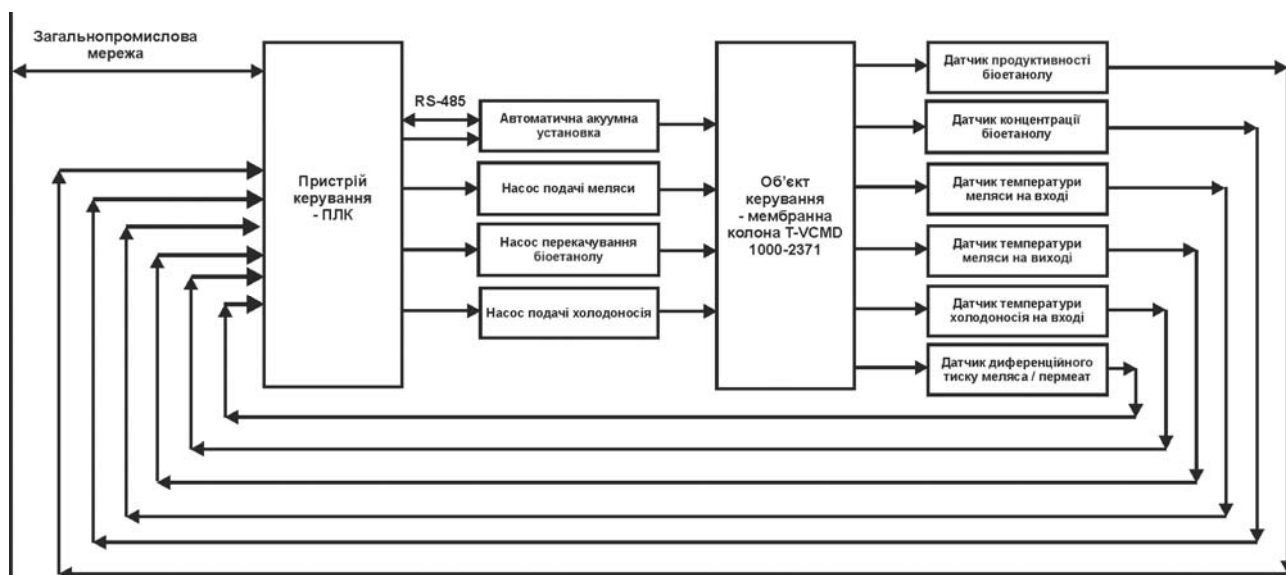 Загальнопромислова
мережа
RS-485
Пристрій
керування
- ПЛК
Автоматична акуумна
установка
Насос подачі меляси
Насос перекачування
біоетанолу
Насос подачі холодоносія
Об'єкт
керування
- мембранна
колона T-VCMD
1000-2371
Датчик продуктивності
біоетанолу
Датчик концентрації
біоетанолу
Датчик температури
меляси на вході
Датчик температури
меляси на виході
Датчик температури
холодоносія на вході
Датчик диференційного
тиску меляса / пермеат